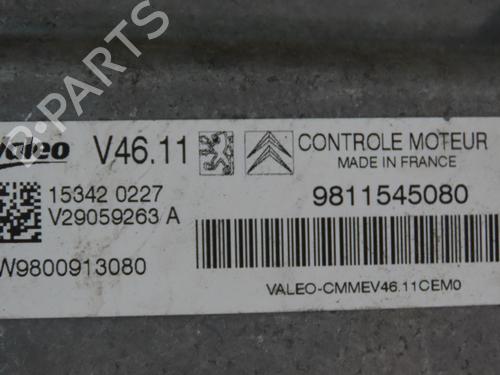 B-PARTS
Valeo V46.11 CONTROLE MOTEUR
MADE IN FRANCE
15342 0227
V29059263 A
9811545080
W9800913080
VALEO-CMMEV46.11CEM0